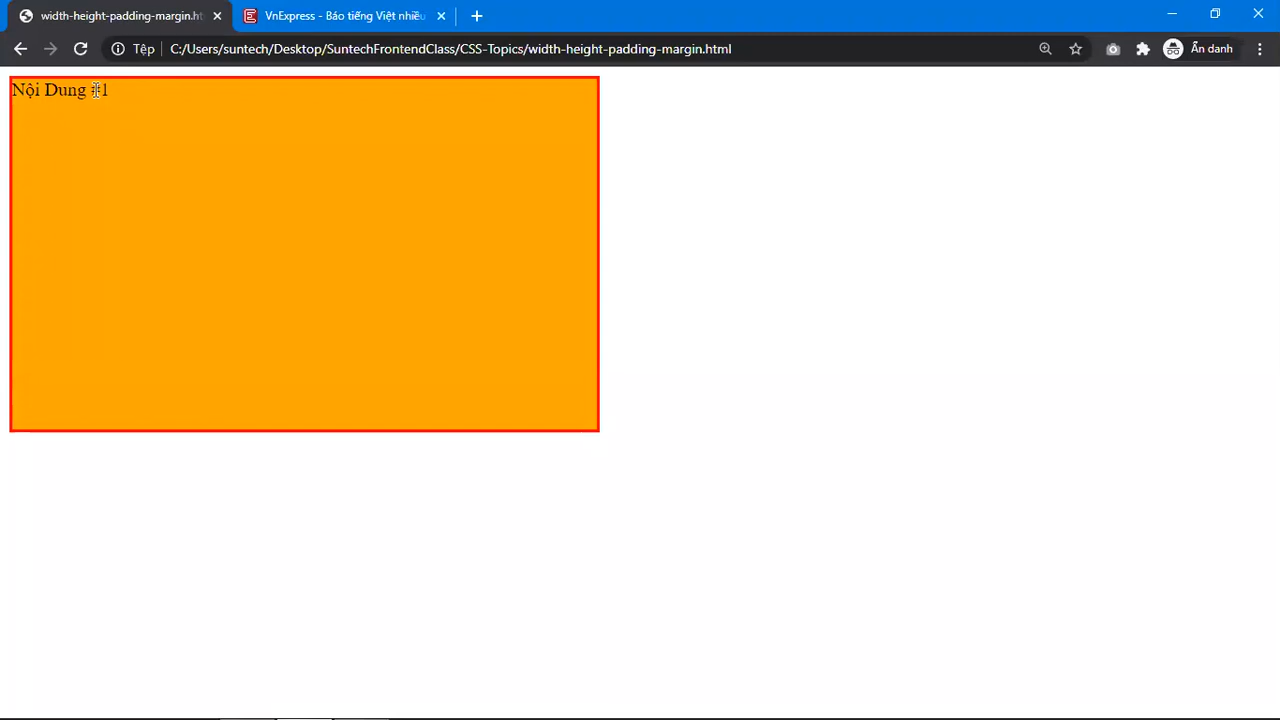 width-height-padding-margin.ht
VnExpress - Báo tiếng Việt nhiều
Tệp
C:/Users/suntech/Desktop/SuntechFrontendClass/CSS-Topics/width-height-padding-margin.html
Ẩn danh
Nội Dung #1